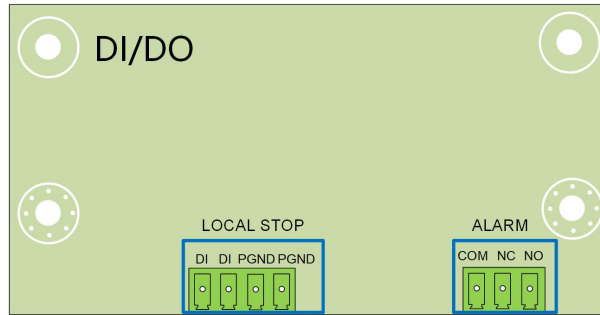 DI/DO
LOCAL STOP
ALARM
DI DI PGND PGND
COM NC NO